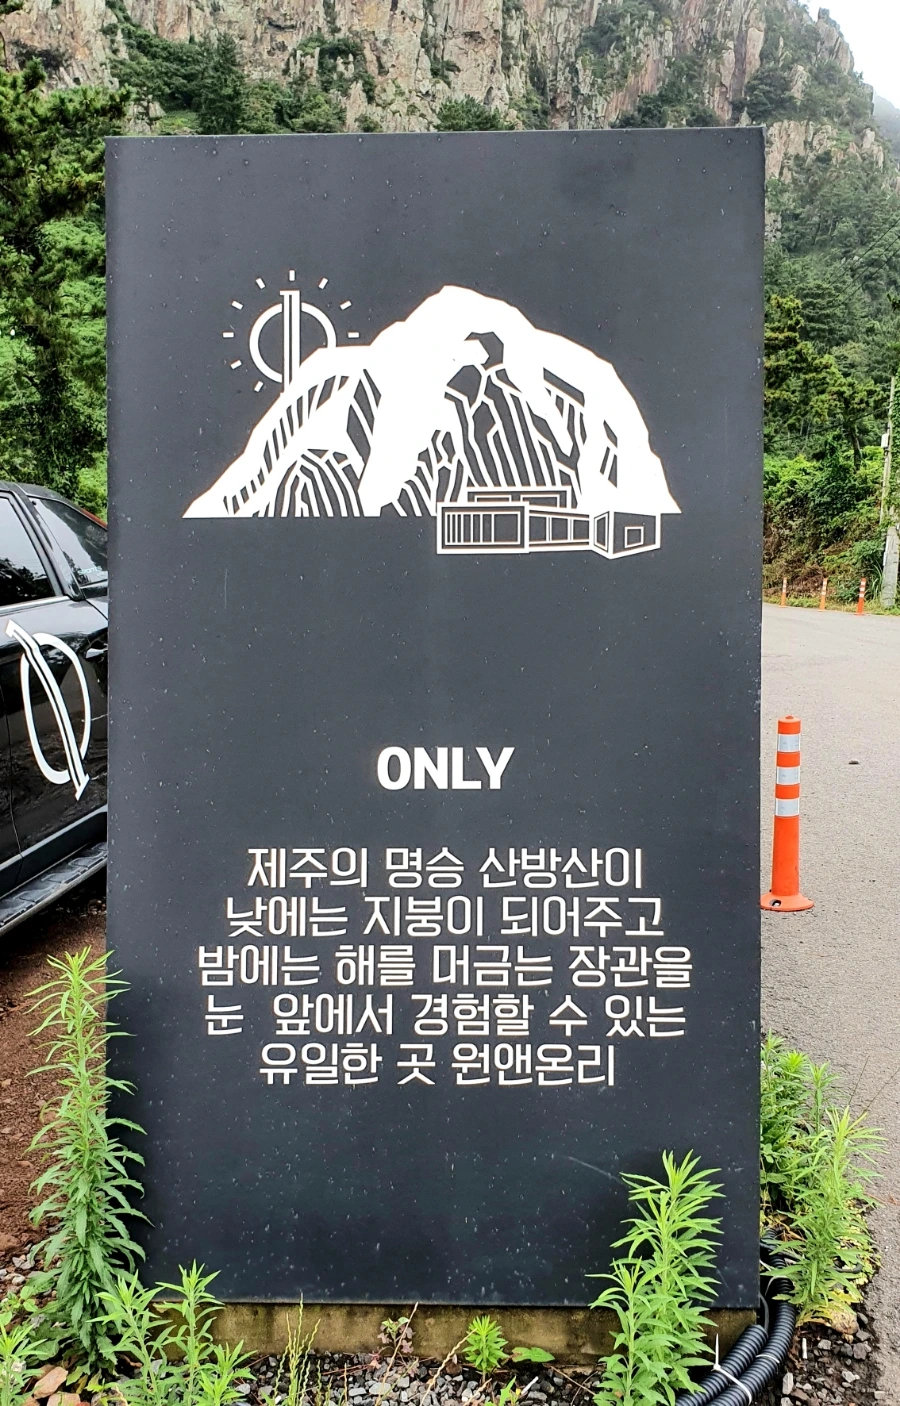 ONLY
제주의 명승 산방산이
낮에는 지붕이 되어주고
밤에는 해를 머금는 장관을
눈 앞에서 경험할 수 있는
유일한 곳 원앤온리